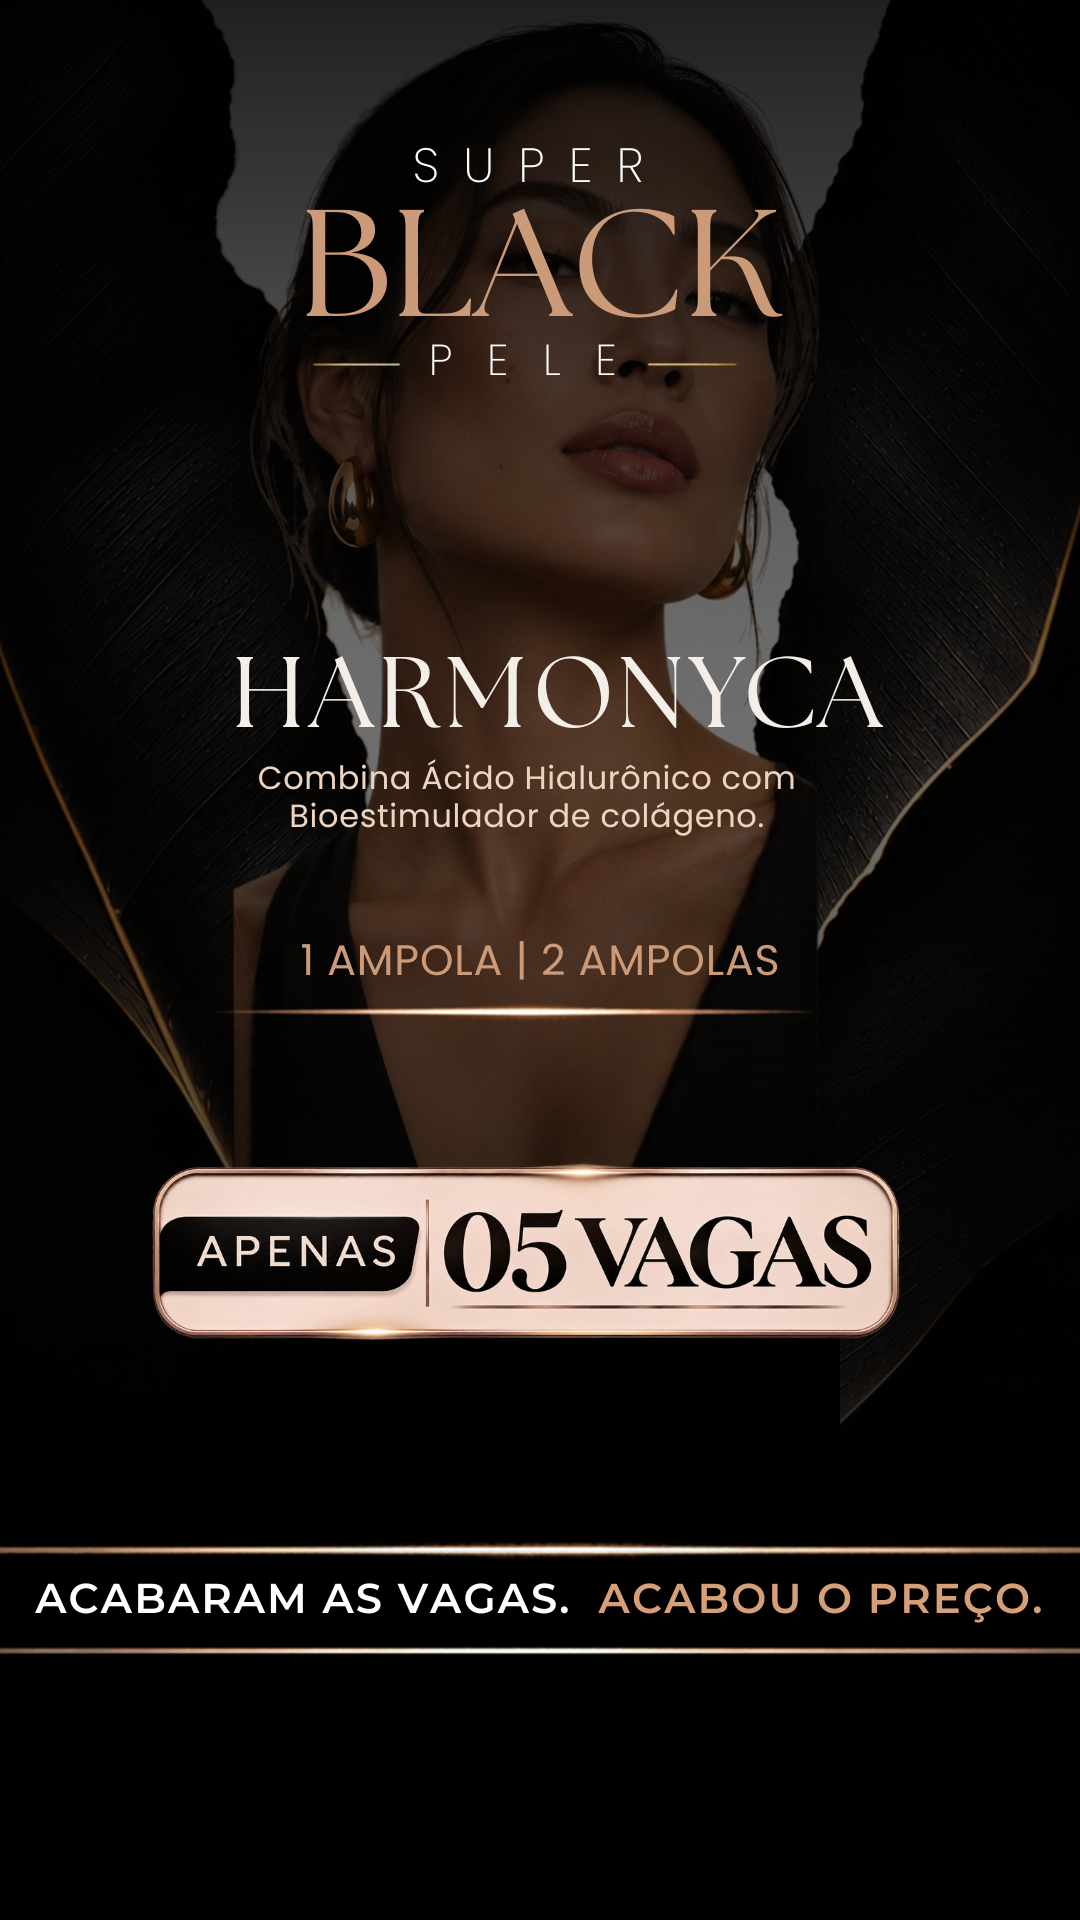 SUPER
BLACK
PELE
HARMONYCA
Combina Ácido Hialurônico com
Bioestimulador de colágeno.
1 AMPOLA | 2 AMPOLAS
APENAS 05 VAGAS
ACABARAM AS VAGAS. ACABOU O PREÇO.